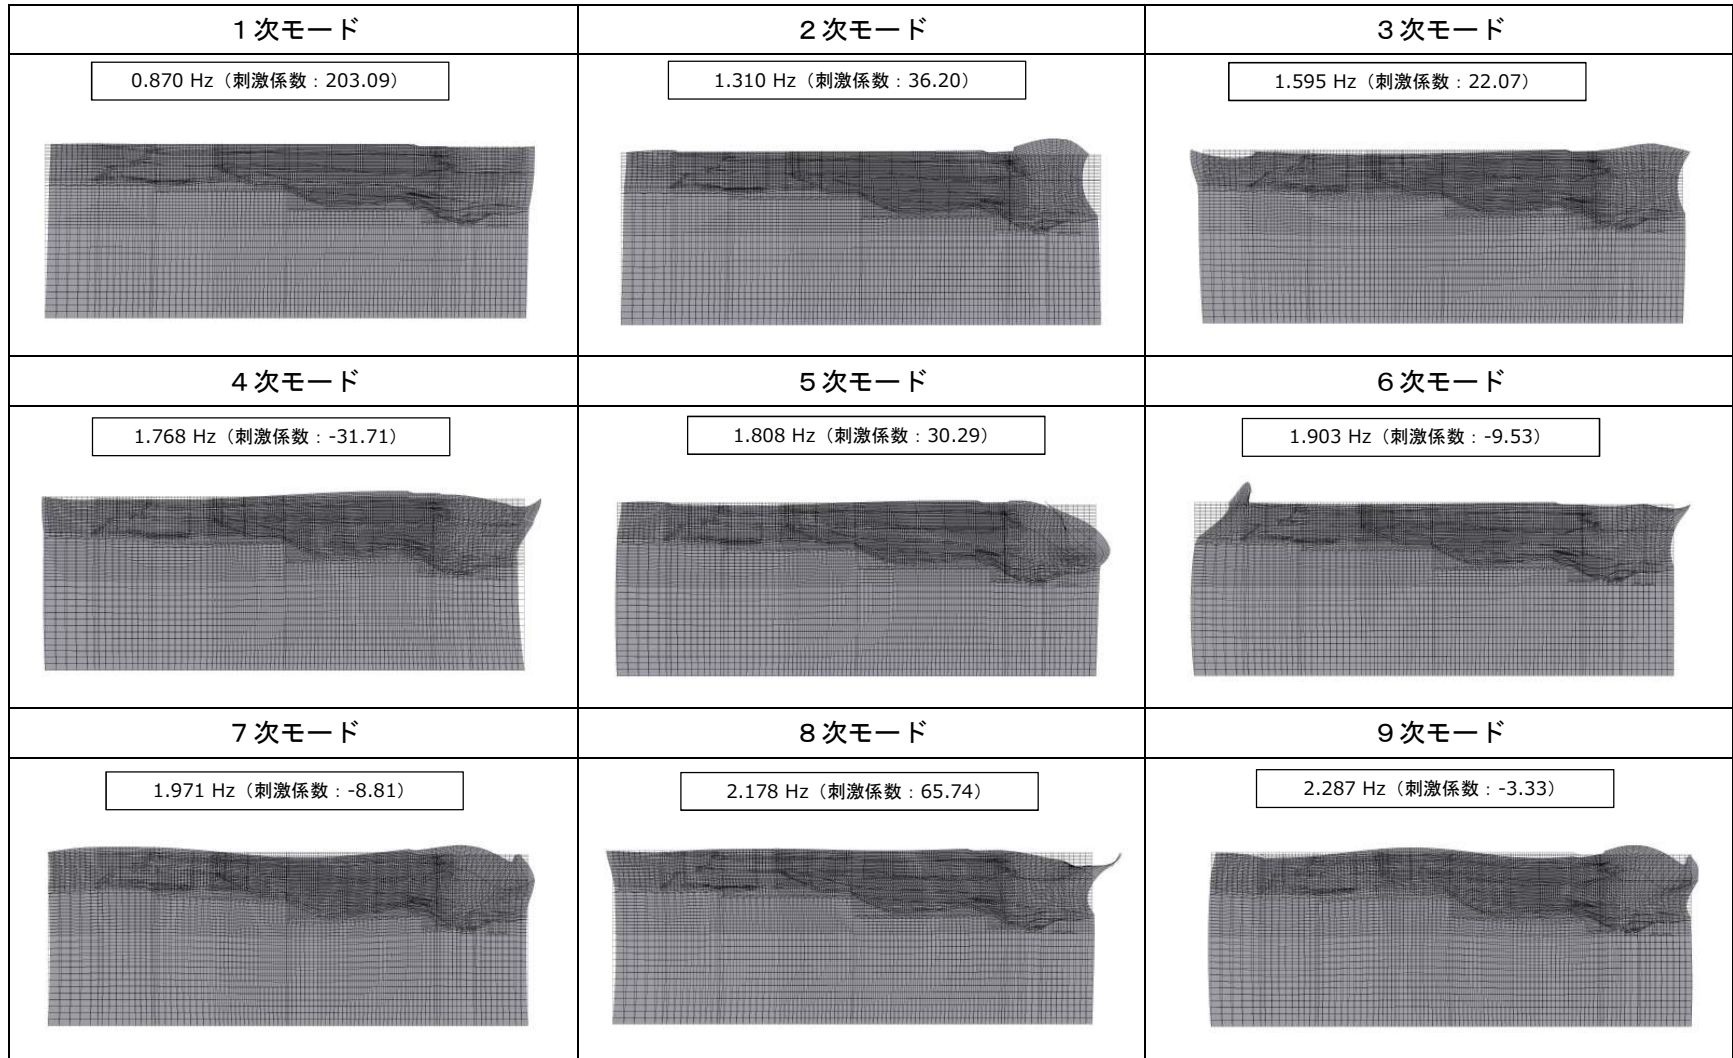 １次モード
２次モード
３次モード
0.870 Hz（刺激係数：203.09）
1.310 Hz（刺激係数：36.20）
1.595 Hz（刺激係数：22.07）
４次モード
５次モード
６次モード
1.768 Hz（刺激係数：-31.71）
1.808 Hz（刺激係数：30.29）
1.903 Hz（刺激係数：-9.53）
７次モード
８次モード
９次モード
1.971 Hz（刺激係数：-8.81）
2.178 Hz（刺激係数：65.74）
2.287 Hz（刺激係数：-3.33）